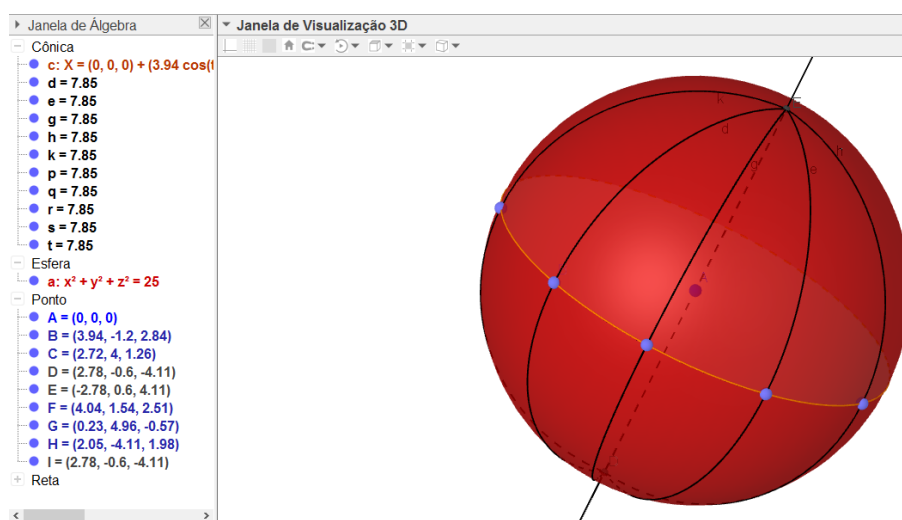 Janela de Álgebra
Janela de Visualização 3D
Cônica
c: X = (0, 0, 0) + (3.94 cos(t
d = 7.85
e = 7.85
g = 7.85
h = 7.85
k = 7.85
p = 7.85
q = 7.85
r = 7.85
s = 7.85
t = 7.85
Esfera
a: x² + y² + z² = 25
Ponto
A = (0, 0, 0)
B = (3.94, -1.2, 2.84)
C = (2.72, 4, 1.26)
D = (2.78, -0.6, -4.11)
E = (-2.78, 0.6, 4.11)
F = (4.04, 1.54, 2.51)
G = (0.23, 4.96, -0.57)
H = (2.05, -4.11, 1.98)
I = (2.78, -0.6, -4.11)
Reta
k
E
d
h
g
e
A